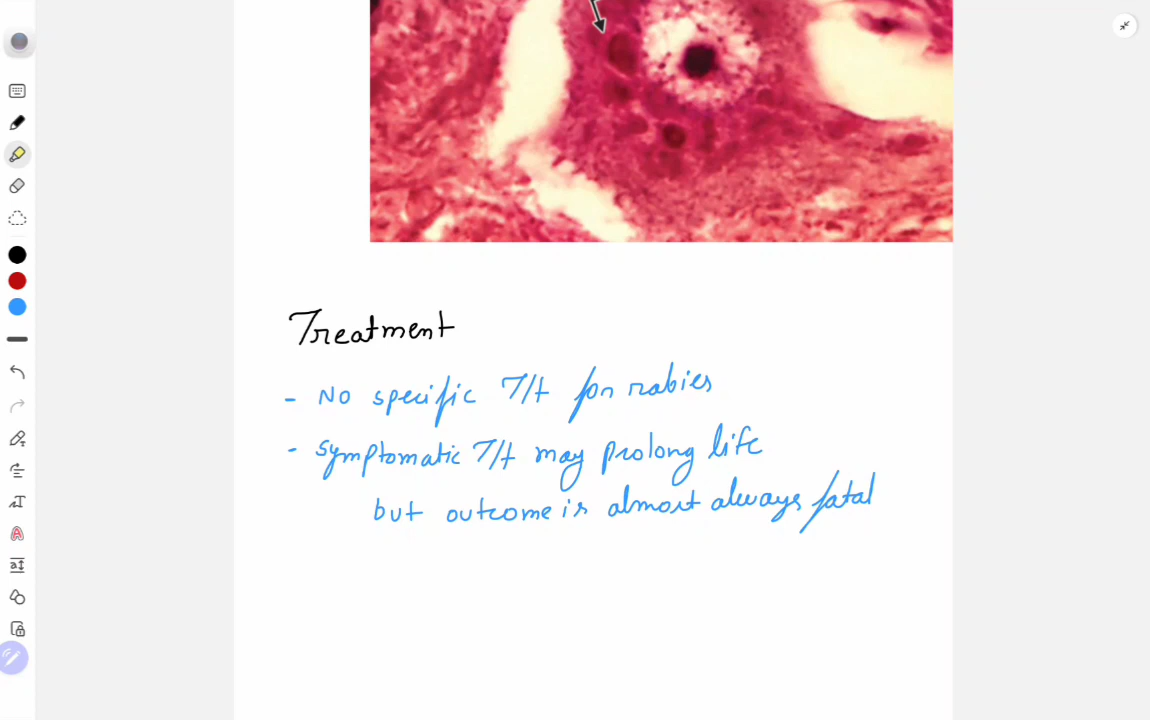 Treatment
- No specific T/t for rabies
- symptomatic T/t may prolong life
but outcome is almost always fatal